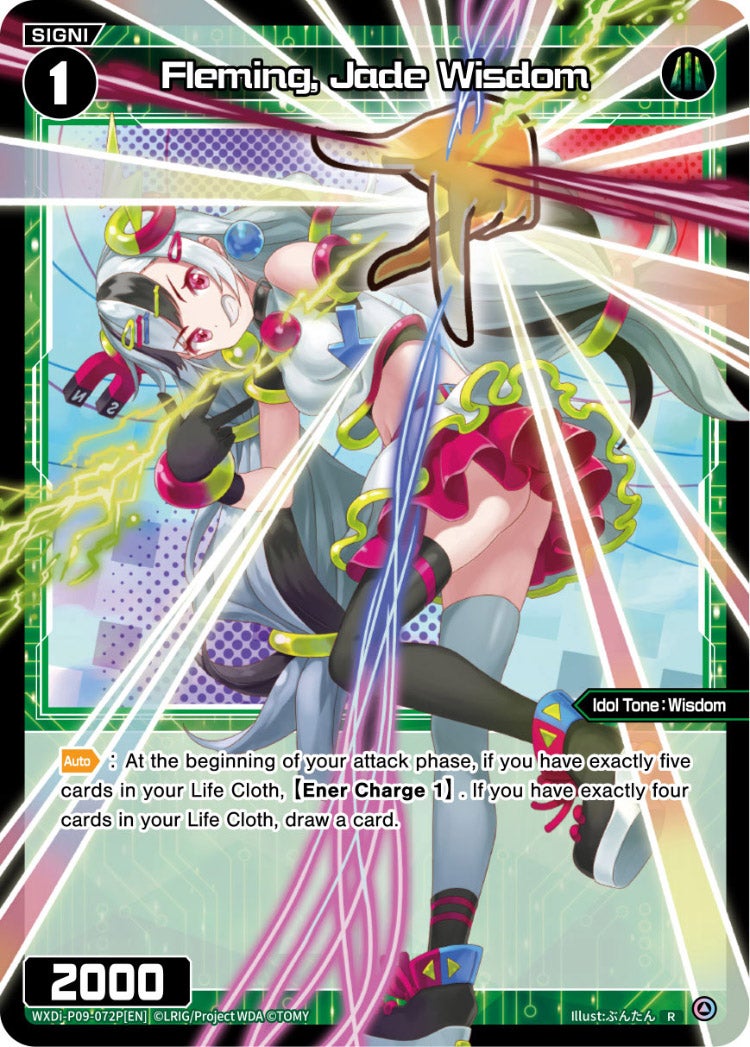 SIGNI
1
Fleming, Jade Wisdom
N S
Idol Tone：Wisdom
Auto : At the beginning of your attack phase, if you have exactly five
cards in your Life Cloth, 【Ener Charge 1】. If you have exactly four
cards in your Life Cloth, draw a card.
2000
WXDi-P09-072P[EN] ©LRIG/Project WDA ©TOMY Illust:ぶんたん R